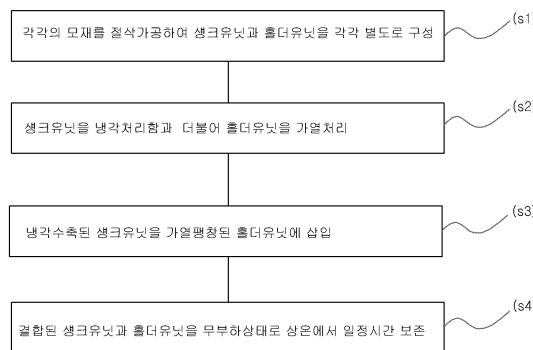 각각의 모재를 절삭가공하여 섕크유닛과 홀더유닛을 각각 별도로 구성
(s1)
섕크유닛을 냉각처리함과 더불어 홀더유닛을 가열처리
(s2)
냉각수축된 섕크유닛을 가열팽창된 홀더유닛에 삽입
(s3)
결합된 섕크유닛과 홀더유닛을 무부하상태로 상온에서 일정시간 보존
(s4)